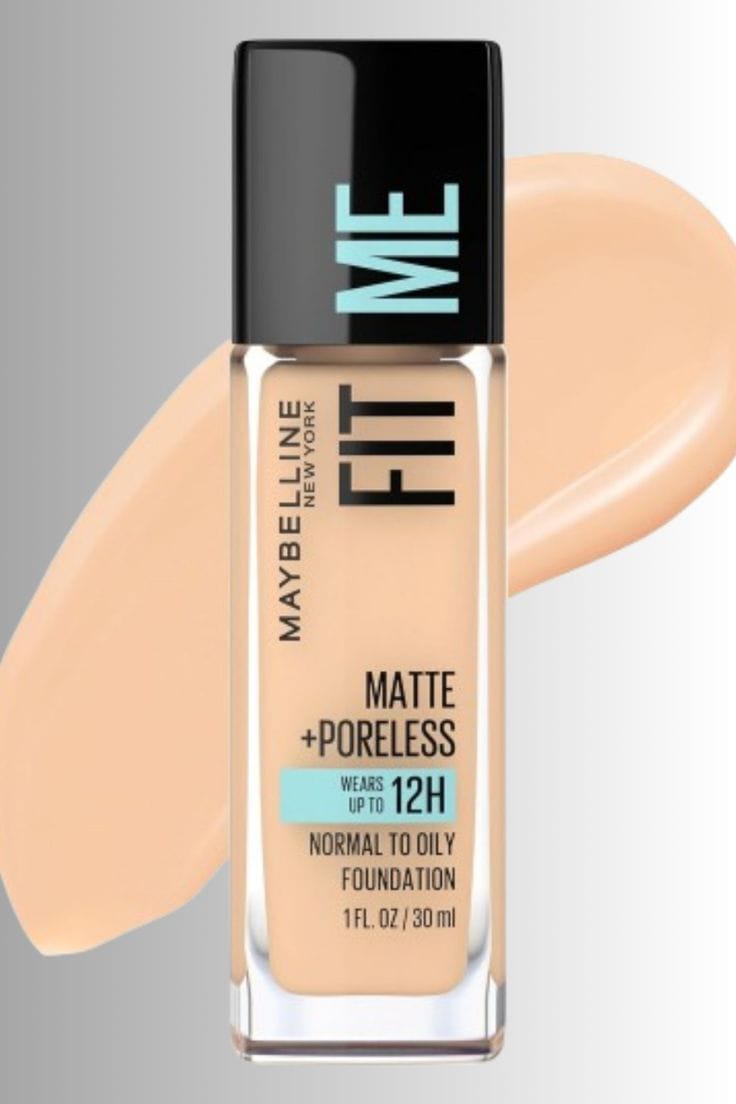 FIT ME
MAYBELLINE
NEW YORK
MATTE
+PORELESS
WEARS
UP TO 12H
NORMAL TO OILY
FOUNDATION
1 FL. OZ / 30 ml